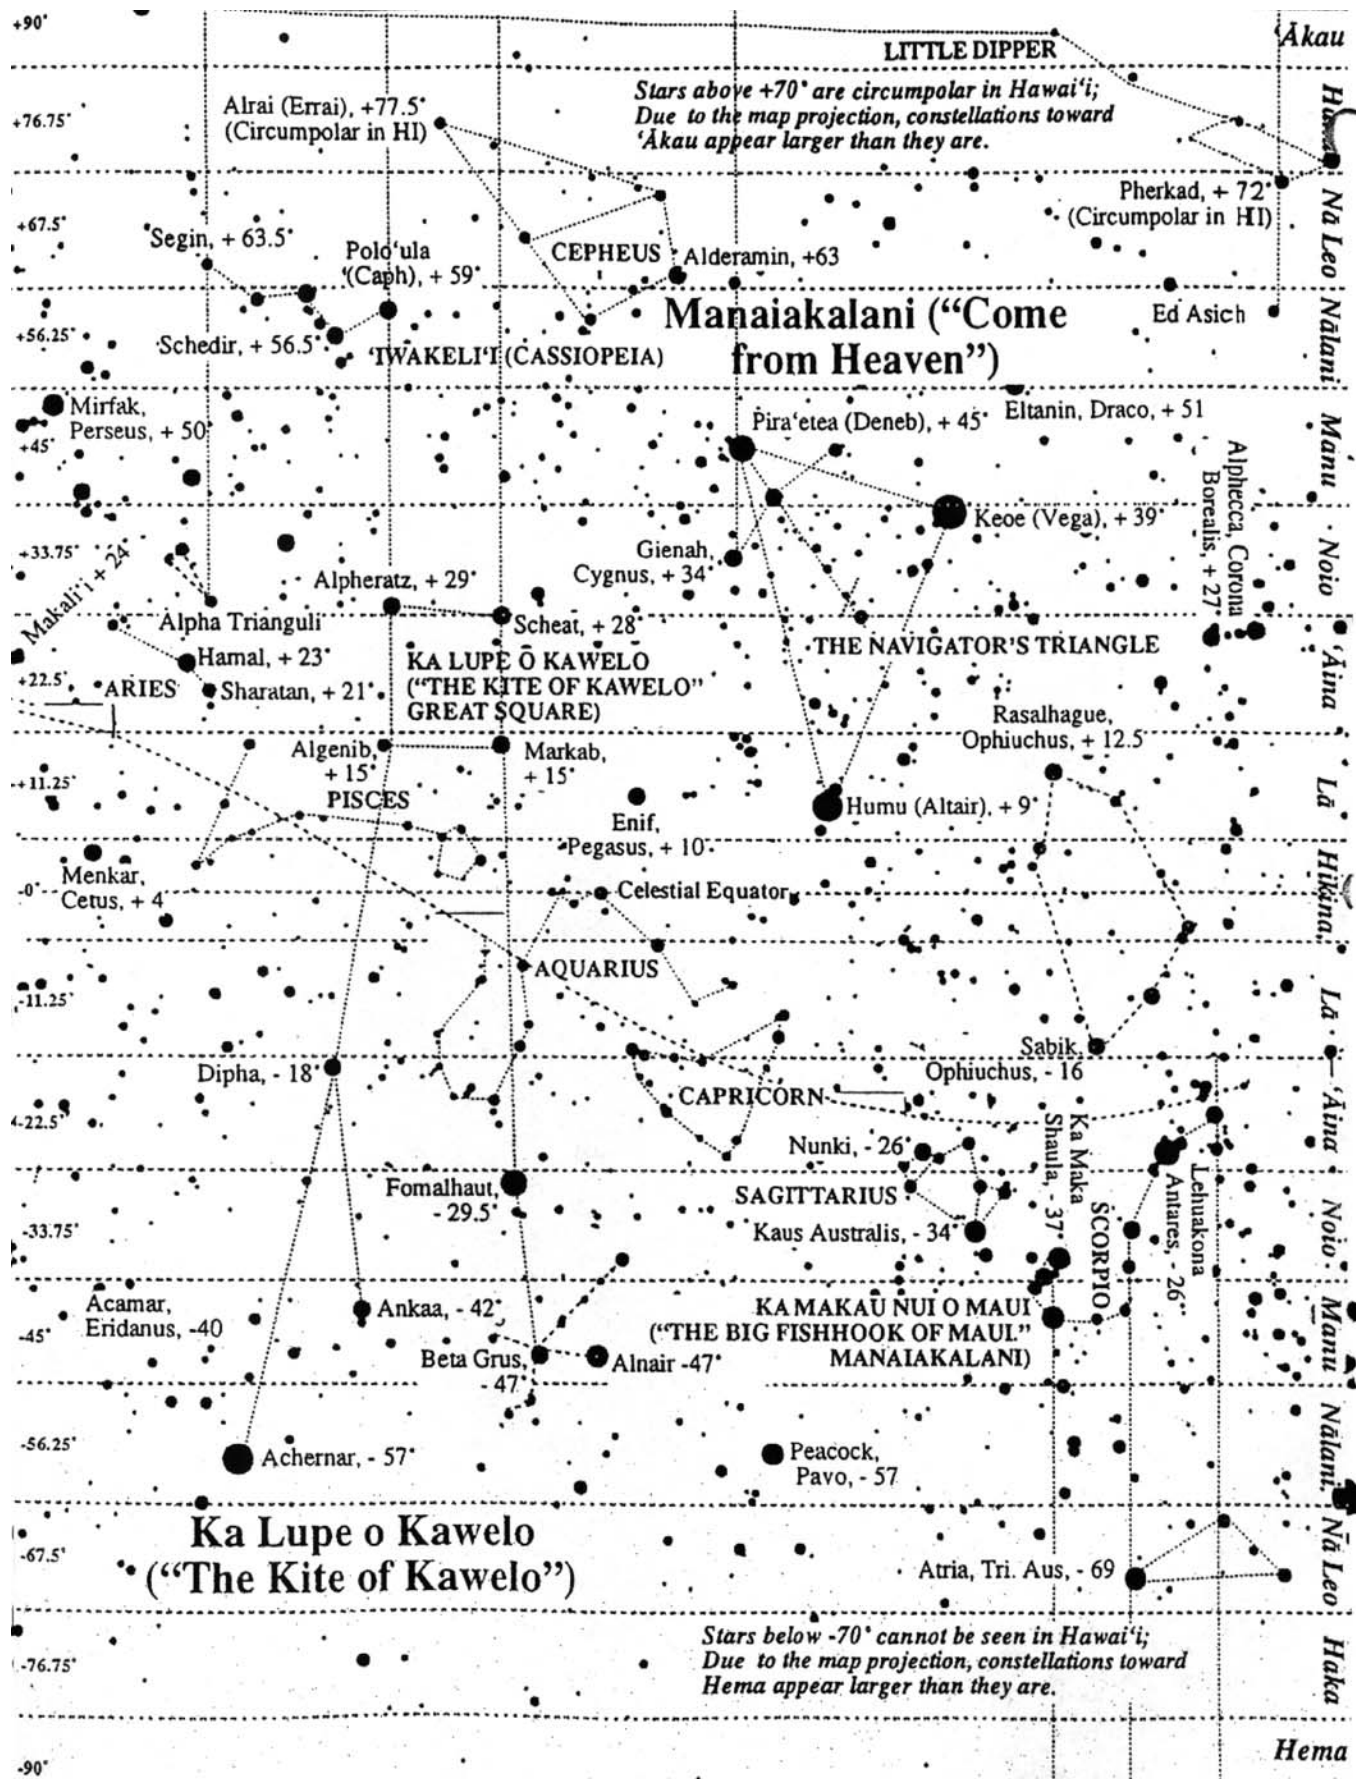 +90°
LITTLE DIPPER
ʻĀkau
Stars above +70° are circumpolar in Hawaiʻi;
Due to the map projection, constellations toward
ʻĀkau appear larger than they are.
Alrai (Errai), +77.5°
(Circumpolar in HI)
+76.75°
Pherkad, + 72°
(Circumpolar in HI)
Nā Leo
+67.5°
Segin, + 63.5°
Poloʻula
(Caph), + 59°
CEPHEUS
Alderamin, +63
Manaiakalani (“Come
from Heaven”)
Ed Asich
Nālani
+56.25°
Schedir, + 56.5°
ʻIWAKELIʻI (CASSIOPEIA)
Mirfak,
Perseus, + 50°
Piraʻetea (Deneb), + 45°
Eltanin, Draco, + 51
Manu
+45°
Alphecca, Corona
Borealis, + 27°
Keoe (Vega), + 39°
Gienah,
Cygnus, + 34°
+33.75°
Noio
Makaliʻi + 24
Alpheratz, + 29°
Alpha Trianguli
Scheat, + 28°
THE NAVIGATOR'S TRIANGLE
Hamal, + 23°
KA LUPE Ō KAWELO
(“THE KITE OF KAWELO”
GREAT SQUARE)
ʻĀina
+22.5°
ARIES
Sharatan, + 21°
Rasalhague,
Ophiuchus, + 12.5°
Algenib,
+ 15°
Markab,
+ 15°
+11.25°
PISCES
Lā
Humu (Altair), + 9°
Enif,
Pegasus, + 10°
Menkar,
Cetus, + 4
Hikina,
-0°
Celestial Equator
AQUARIUS
-11.25°
Lā
Dipha, - 18°
Sabik,
Ophiuchus, - 16
CAPRICORN
-22.5°
ʻĀina
Nunki, - 26°
Ka Maka
Shaula, - 37°
Lehuakona
Antares, - 26°
SCORPIO
Fomalhaut,
- 29.5°
SAGITTARIUS
Kaus Australis, - 34°
-33.75°
Noio
Acamar,
Eridanus, -40
Ankaa, - 42°
KA MAKAU NUI O MAUI
(“THE BIG FISHHOOK OF MAUI.”
MANAIAKALANI)
Manu
-45°
Beta Grus,
- 47°
Alnair -47°
-56.25°
Achernar, - 57°
Peacock,
Pavo, - 57
Nālani,
Ka Lupe o Kawelo
(“The Kite of Kawelo”)
-67.5°
Atria, Tri. Aus, - 69
Nā Leo
Stars below -70° cannot be seen in Hawaiʻi;
Due to the map projection, constellations toward
Hema appear larger than they are.
-76.75°
Haka
Hema
-90°